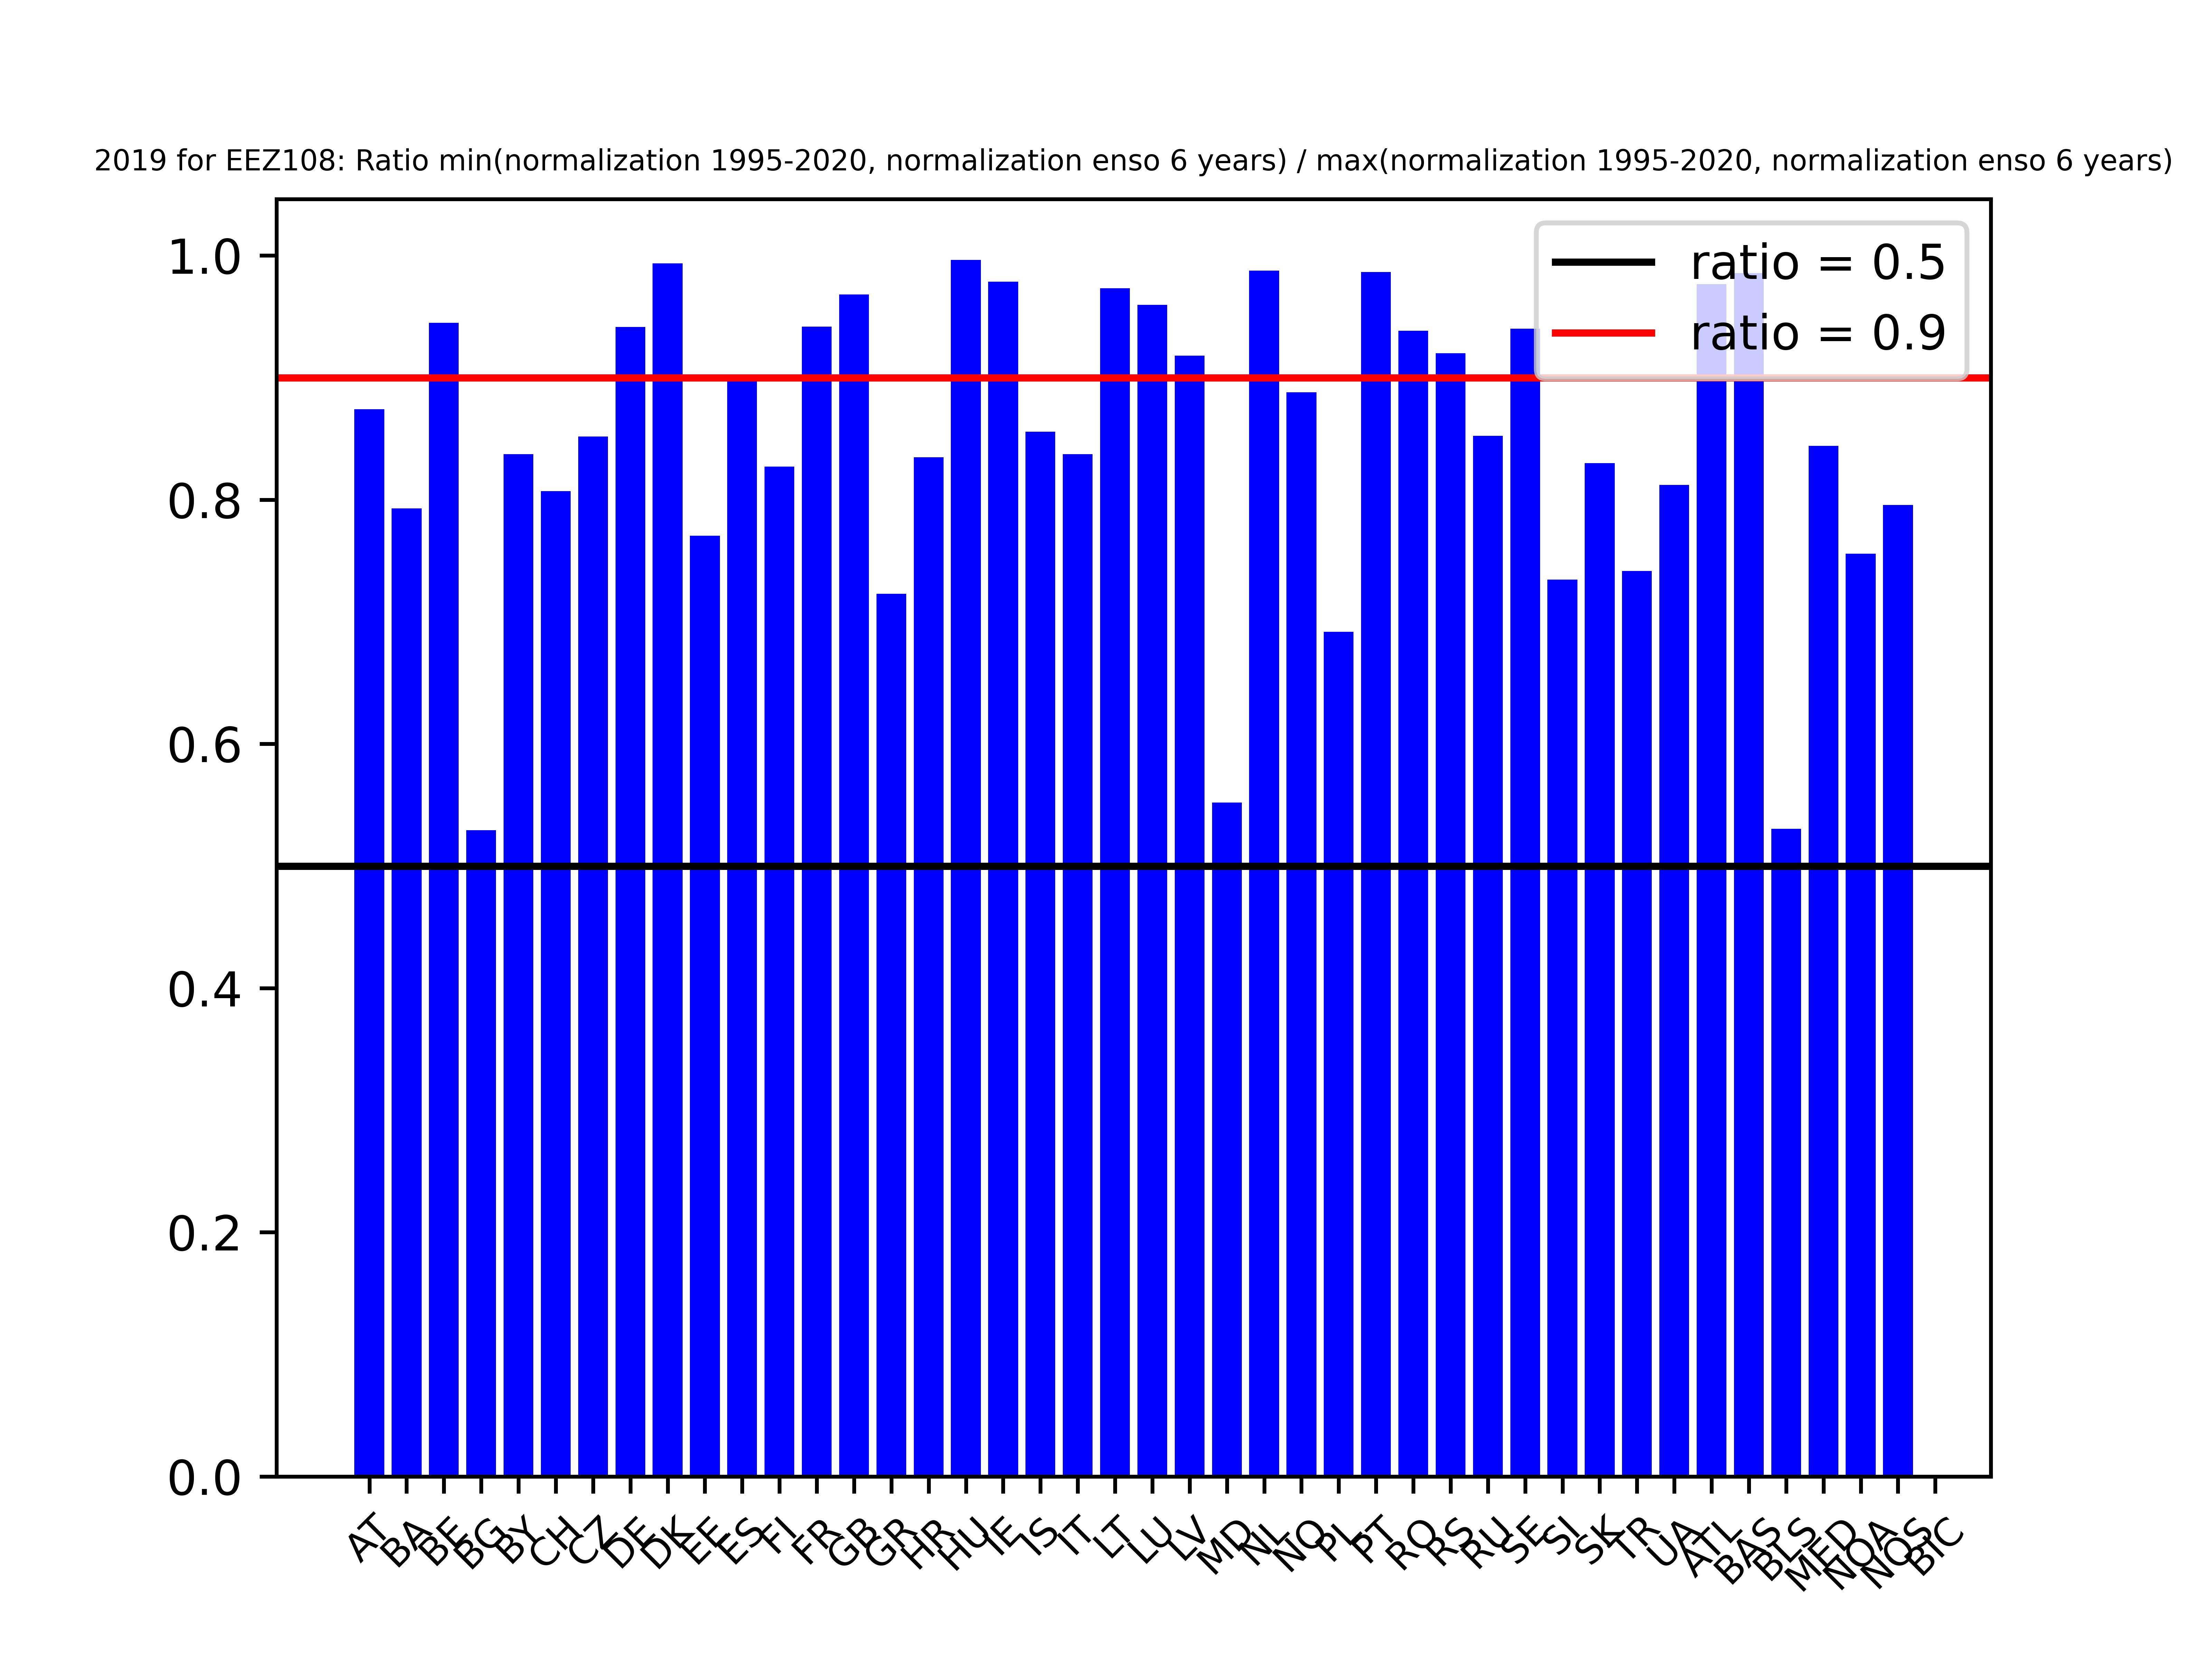 2019 for EEZ108: Ratio min(normalization 1995-2020, normalization enso 6 years) / max(normalization 1995-2020, normalization enso 6 years)
ratio = 0.5
ratio = 0.9
1.0
0.8
0.6
0.4
0.2
0.0
AT BA BE BG BY CH CZ DE DK EE ES FI FR GB GR HR HU IE IS IT LT LU LV MD NL NO PL PT RO RS RU SE SI SK TR UA ATL BAS BLS MED NOA NOS BIC